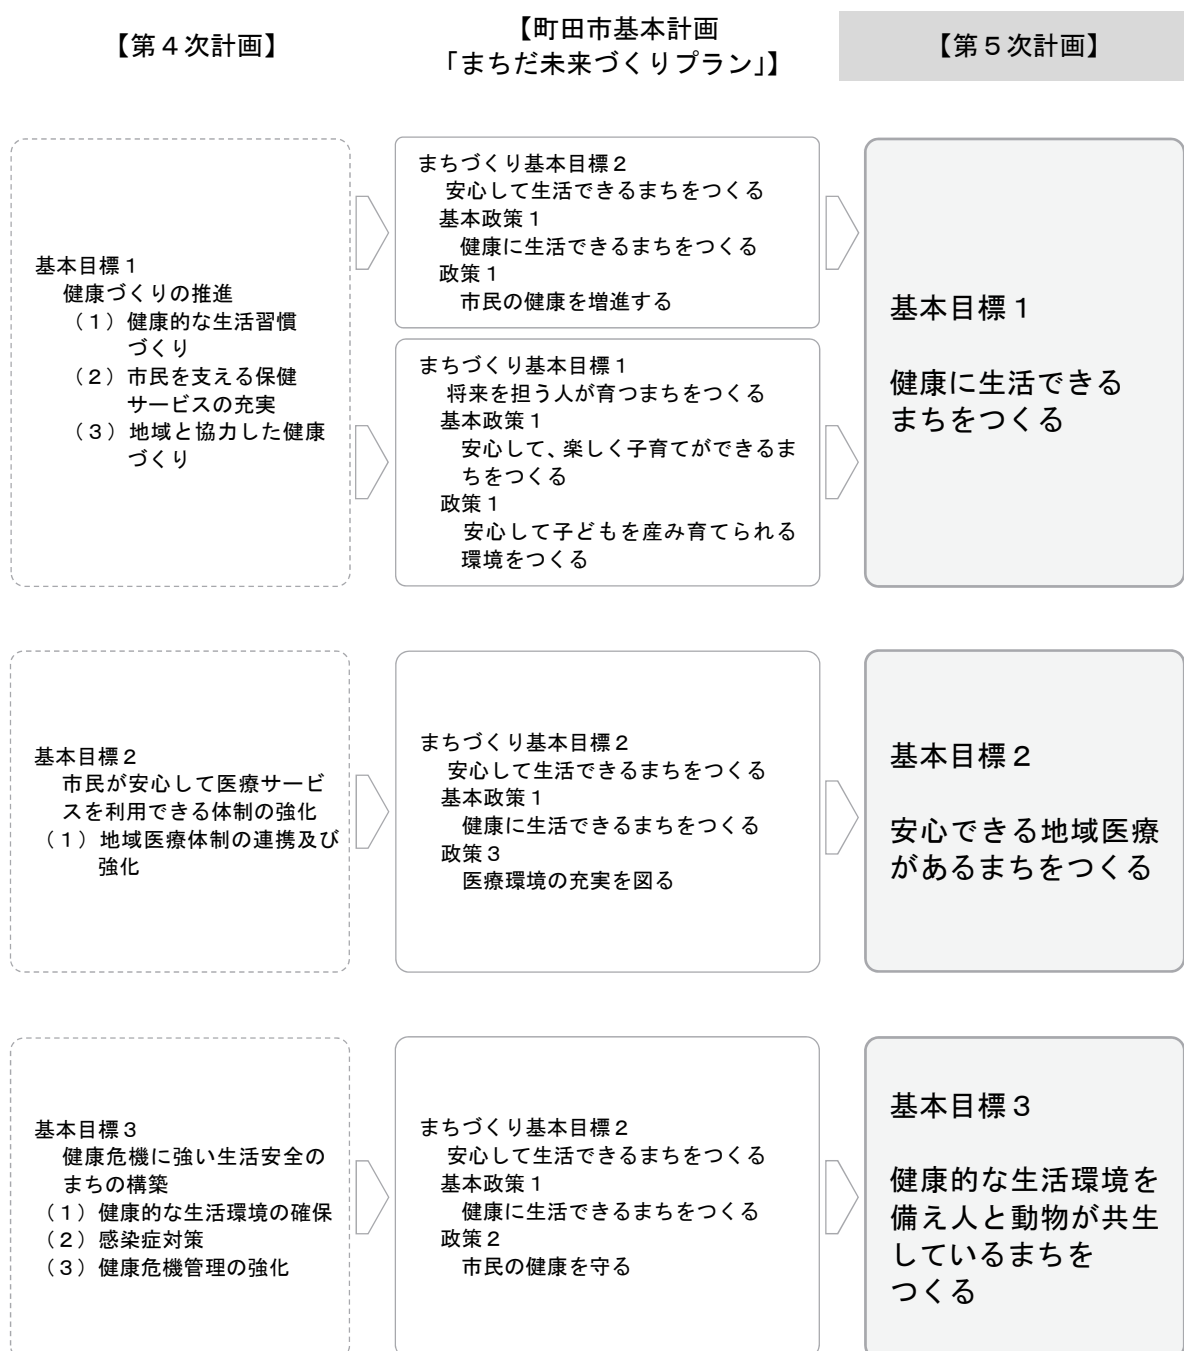 【第４次計画】
【町田市基本計画
「まちだ未来づくりプラン」】
【第５次計画】
基本目標１
健康づくりの推進
（１）健康的な生活習慣
づくり
（２）市民を支える保健
サービスの充実
（３）地域と協力した健康
づくり
まちづくり基本目標２
安心して生活できるまちをつくる
基本政策１
健康に生活できるまちをつくる
政策１
市民の健康を増進する
まちづくり基本目標１
将来を担う人が育つまちをつくる
基本政策１
安心して、楽しく子育てができるま
ちをつくる
政策１
安心して子どもを産み育てられる
環境をつくる
基本目標１
健康に生活できる
まちをつくる
基本目標２
市民が安心して医療サービ
スを利用できる体制の強化
（１）地域医療体制の連携及び
強化
まちづくり基本目標２
安心して生活できるまちをつくる
基本政策１
健康に生活できるまちをつくる
政策３
医療環境の充実を図る
基本目標２
安心できる地域医療
があるまちをつくる
基本目標３
健康危機に強い生活安全の
まちの構築
（１）健康的な生活環境の確保
（２）感染症対策
（３）健康危機管理の強化
まちづくり基本目標２
安心して生活できるまちをつくる
基本政策１
健康に生活できるまちをつくる
政策２
市民の健康を守る
基本目標３
健康的な生活環境を
備え人と動物が共生
しているまちを
つくる